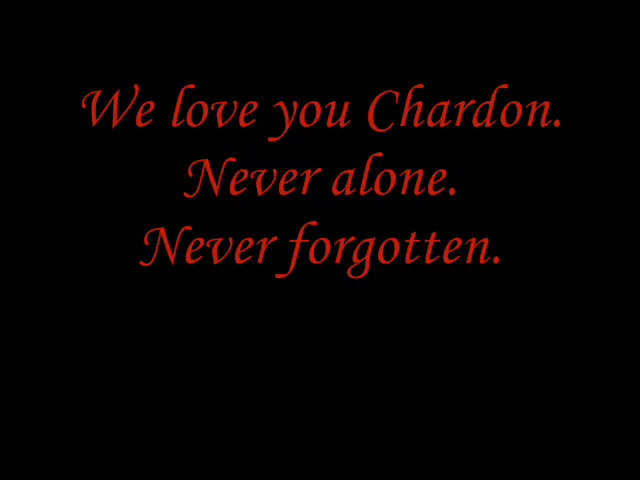 We love you Chardon.
Never alone.
Never forgotten.